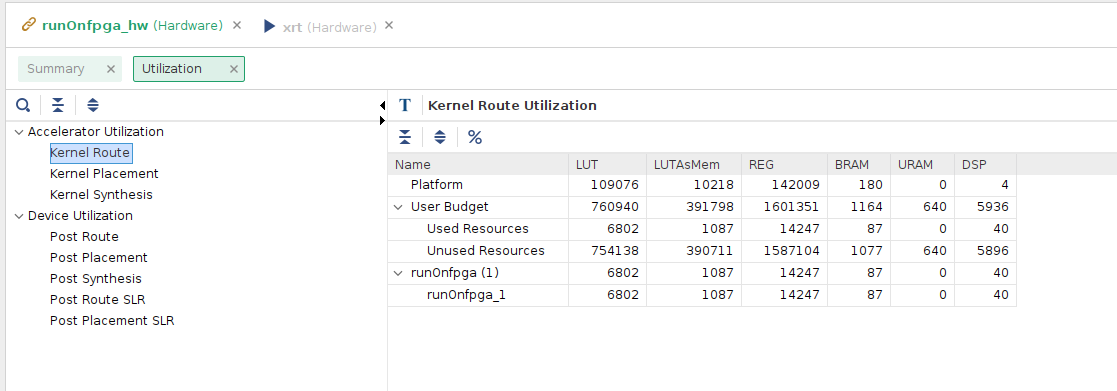 runOnfpga_hw (Hardware) × xrt (Hardware) ×
Summary × Utilization ×
Accelerator Utilization
Kernel Route
Kernel Placement
Kernel Synthesis
Device Utilization
Post Route
Post Placement
Post Synthesis
Post Route SLR
Post Placement SLR
T Kernel Route Utilization
%
Name LUT LUTAsMem REG BRAM URAM DSP
Platform 109076 10218 142009 180 0 4
User Budget 760940 391798 1601351 1164 640 5936
Used Resources 6802 1087 14247 87 0 40
Unused Resources 754138 390711 1587104 1077 640 5896
runOnfpga (1) 6802 1087 14247 87 0 40
runOnfpga_1 6802 1087 14247 87 0 40